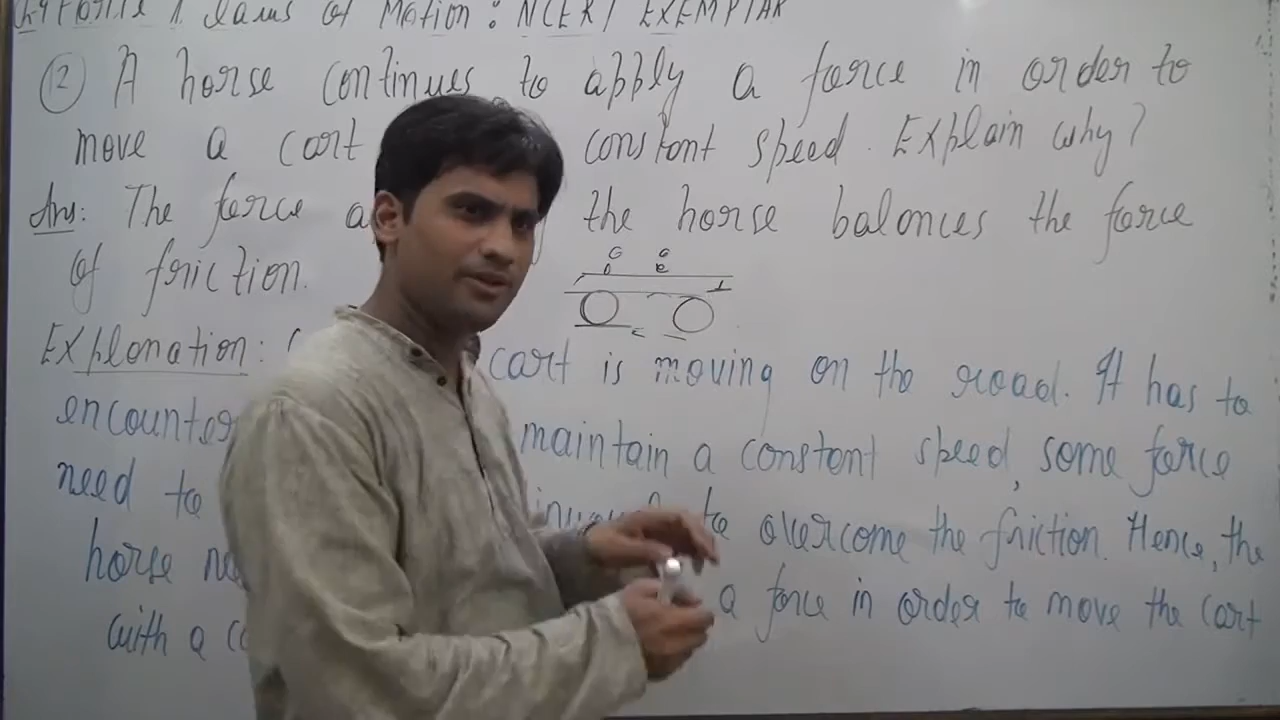 Force & Laws of Motion : NCERT EXEMPLAR
12 A horse continues to apply a force in order to
move a cart constant speed. Explain why?
Ans: The force the horse balances the force
of friction.
Explanation: cart is moving on the road. It has to
encounter maintain a constant speed, some force
need to to overcome the friction. Hence, the
horse a force in order to move the cart
with a